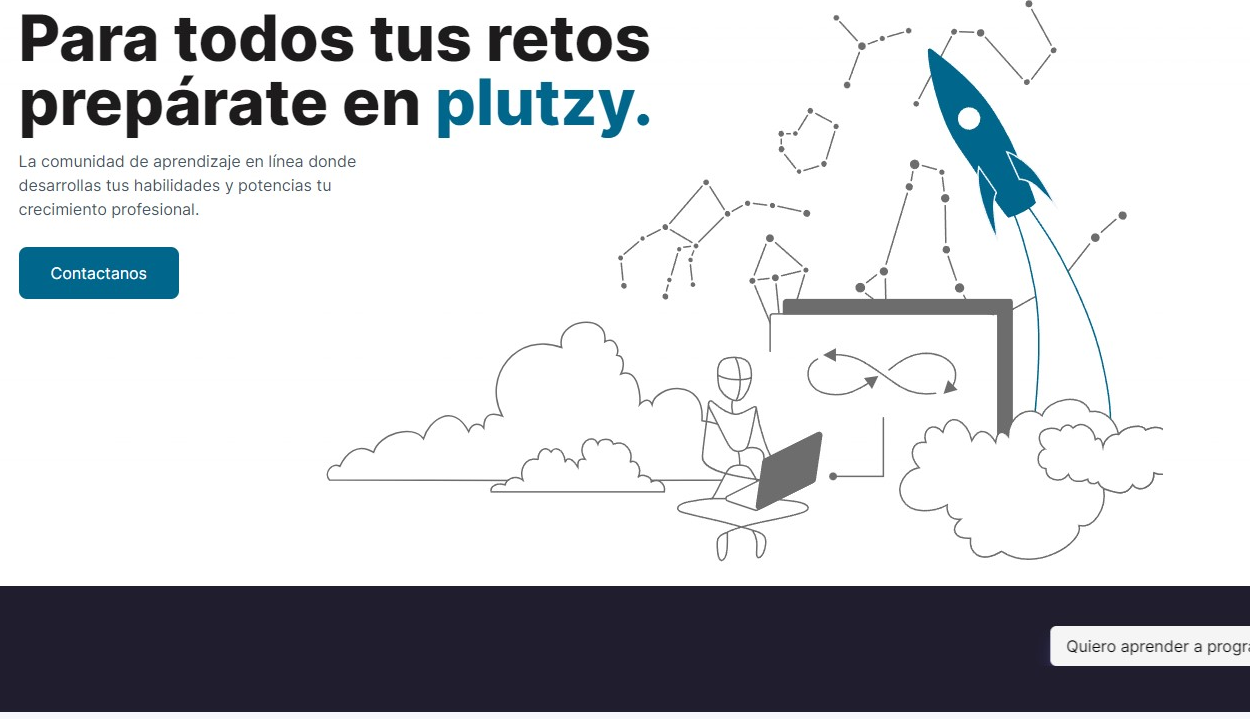 Para todos tus retos
prepárate en plutzy.
La comunidad de aprendizaje en línea donde
desarrollas tus habilidades y potencias tu
crecimiento profesional.
Contactanos
Quiero aprender a